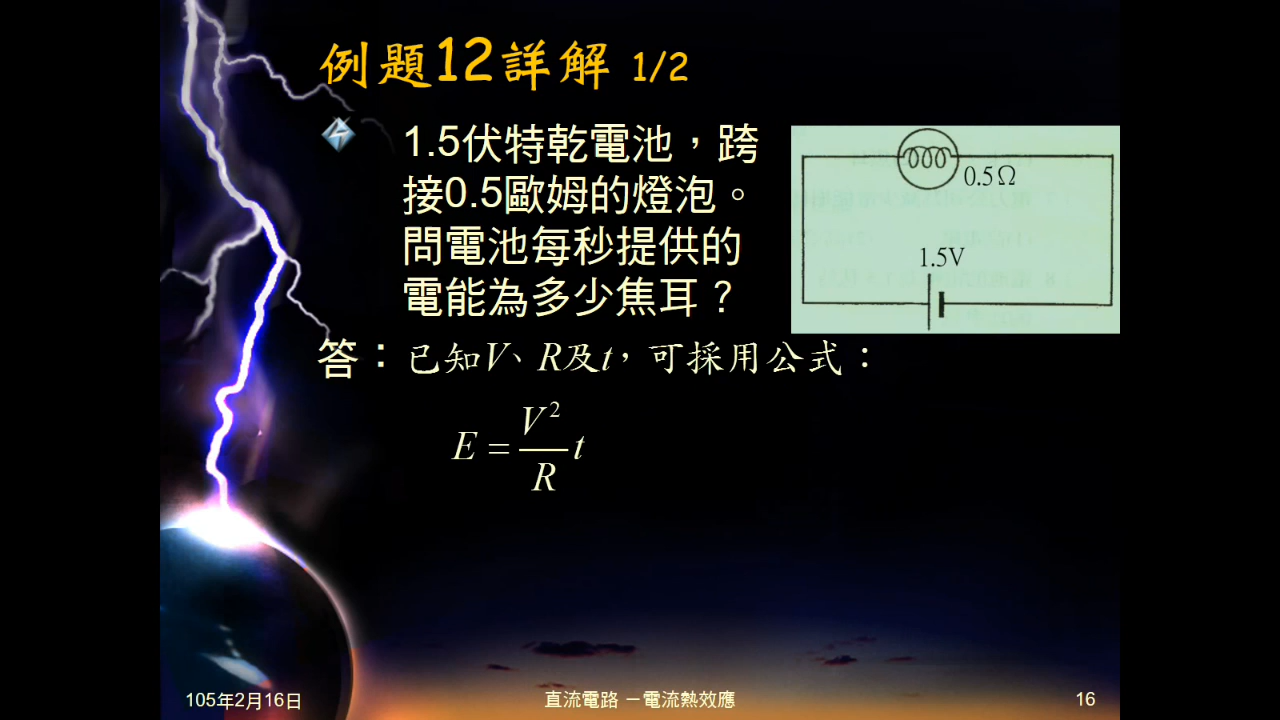 例題12詳解 1/2
1.5伏特乾電池，跨
接0.5歐姆的燈泡。
問電池每秒提供的
電能為多少焦耳？
0.5Ω
1.5V
答：已知V、R及t，可採用公式：
E = V²/R t
105年2月16日
直流電路 －電流熱效應
16